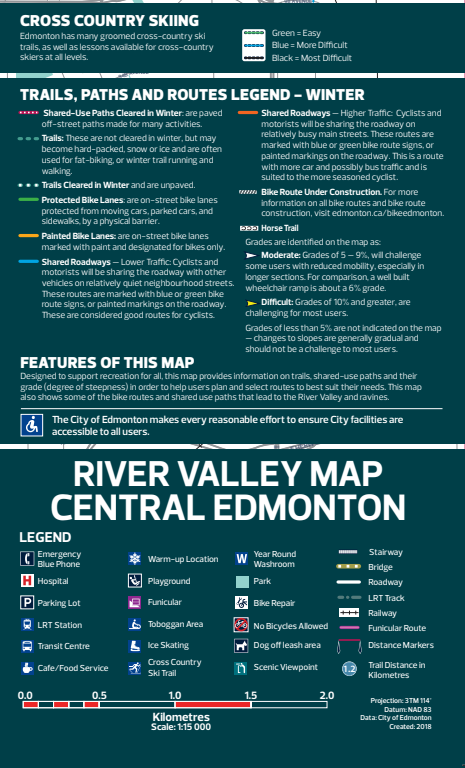 CROSS COUNTRY SKIING
Edmonton has many groomed cross-country ski
trails, as well as lessons available for cross-country
skiers at all levels.
Green = Easy
Blue = More Difficult
Black = Most Difficult
TRAILS, PATHS AND ROUTES LEGEND – WINTER
Shared-Use Paths Cleared in Winter: are paved
off-street paths made for many activities.
Trails: These are not cleared in winter, but may
become hard-packed, snow or ice and are often
used for fat-biking, or winter trail running and
walking.
Trails Cleared in Winter and are unpaved.
Protected Bike Lanes: are on-street bike lanes
protected from moving cars, parked cars, and
sidewalks, by a physical barrier.
Painted Bike Lanes: are on-street bike lanes
marked with paint and designated for bikes only.
Shared Roadways — Lower Traffic: Cyclists and
motorists will be sharing the roadway with other
vehicles on relatively quiet neighbourhood streets.
These routes are marked with blue or green bike
route signs, or painted markings on the roadway.
These are considered good routes for cyclists.
Shared Roadways — Higher Traffic: Cyclists and
motorists will be sharing the roadway on
relatively busy main streets. These routes are
marked with blue or green bike route signs, or
painted markings on the roadway. This is a route
with more car and possibly bus traffic and is
suited to the more seasoned cyclist.
Bike Route Under Construction. For more
information on all bike routes and bike route
construction, visit edmonton.ca/bikeedmonton.
Horse Trail
Grades are identified on the map as:
Moderate: Grades of 5 – 9%, will challenge
some users with reduced mobility, especially in
longer sections. For comparison, a well built
wheelchair ramp is about a 6% grade.
Difficult: Grades of 10% and greater, are
challenging for most users.
Grades of less than 5% are not indicated on the map
— changes to slopes are generally gradual and
should not be a challenge to most users.
FEATURES OF THIS MAP
Designed to support recreation for all, this map provides information on trails, shared-use paths and their
grade (degree of steepness) in order to help users plan and select routes to best suit their needs. This map
also shows some of the bike routes and shared use paths that lead to the River Valley and ravines.
The City of Edmonton makes every reasonable effort to ensure City facilities are
accessible to all users.
RIVER VALLEY MAP
CENTRAL EDMONTON
LEGEND
Emergency
Blue Phone
H Hospital
P Parking Lot
LRT Station
Transit Centre
Café/Food Service
Warm-up Location
Playground
Funicular
Toboggan Area
Ice Skating
Cross Country
Ski Trail
W Year Round
Washroom
Park
Bike Repair
No Bicycles Allowed
Dog off leash area
Scenic Viewpoint
Stairway
Bridge
Roadway
LRT Track
Railway
Funicular Route
Distance Markers
1.2 Trail Distance in
Kilometres
0.0 0.5 1.0 1.5 2.0
Kilometres
Scale: 1:15 000
Projection: 3TM 114°
Datum: NAD 83
Data: City of Edmonton
Created: 2018